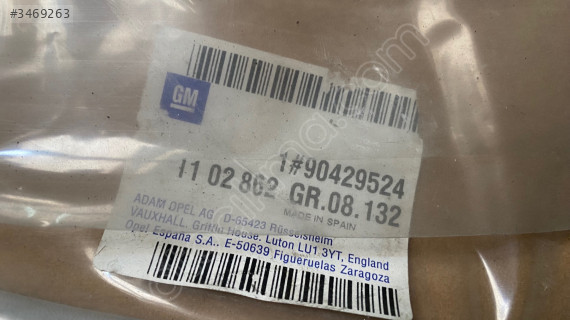 #3469263
GM
1#90429524
11 02 862 GR.08.132
MADE IN SPAIN
ADAM OPEL AG D-65423 Rüsselsheim
VAUXHALL. Griffin house. Luton LU1 3YT, England
Opel España S.A.. E-50639 Figueruelas Zaragoza